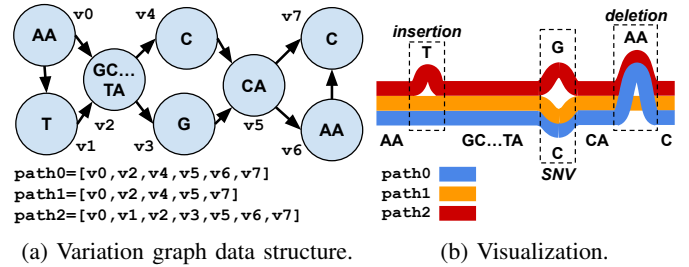 v0
v4
v7
AA
C
C
GC...
TA
CA
T
G
AA
v1
v2
v3
v5
v6
path0=[v0,v2,v4,v5,v6,v7]
path1=[v0,v2,v4,v5,v7]
path2=[v0,v1,v2,v3,v5,v6,v7]
(a) Variation graph data structure.
insertion
deletion
T
G
AA
AA
GC...TA
C
CA
C
SNV
path0
path1
path2
(b) Visualization.